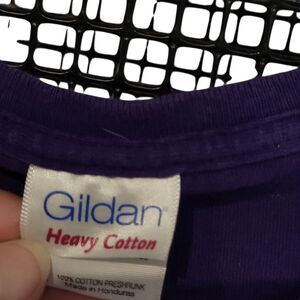 Gildan
Heavy Cotton
100% COTTON PRESHRUNK
Made in Honduras